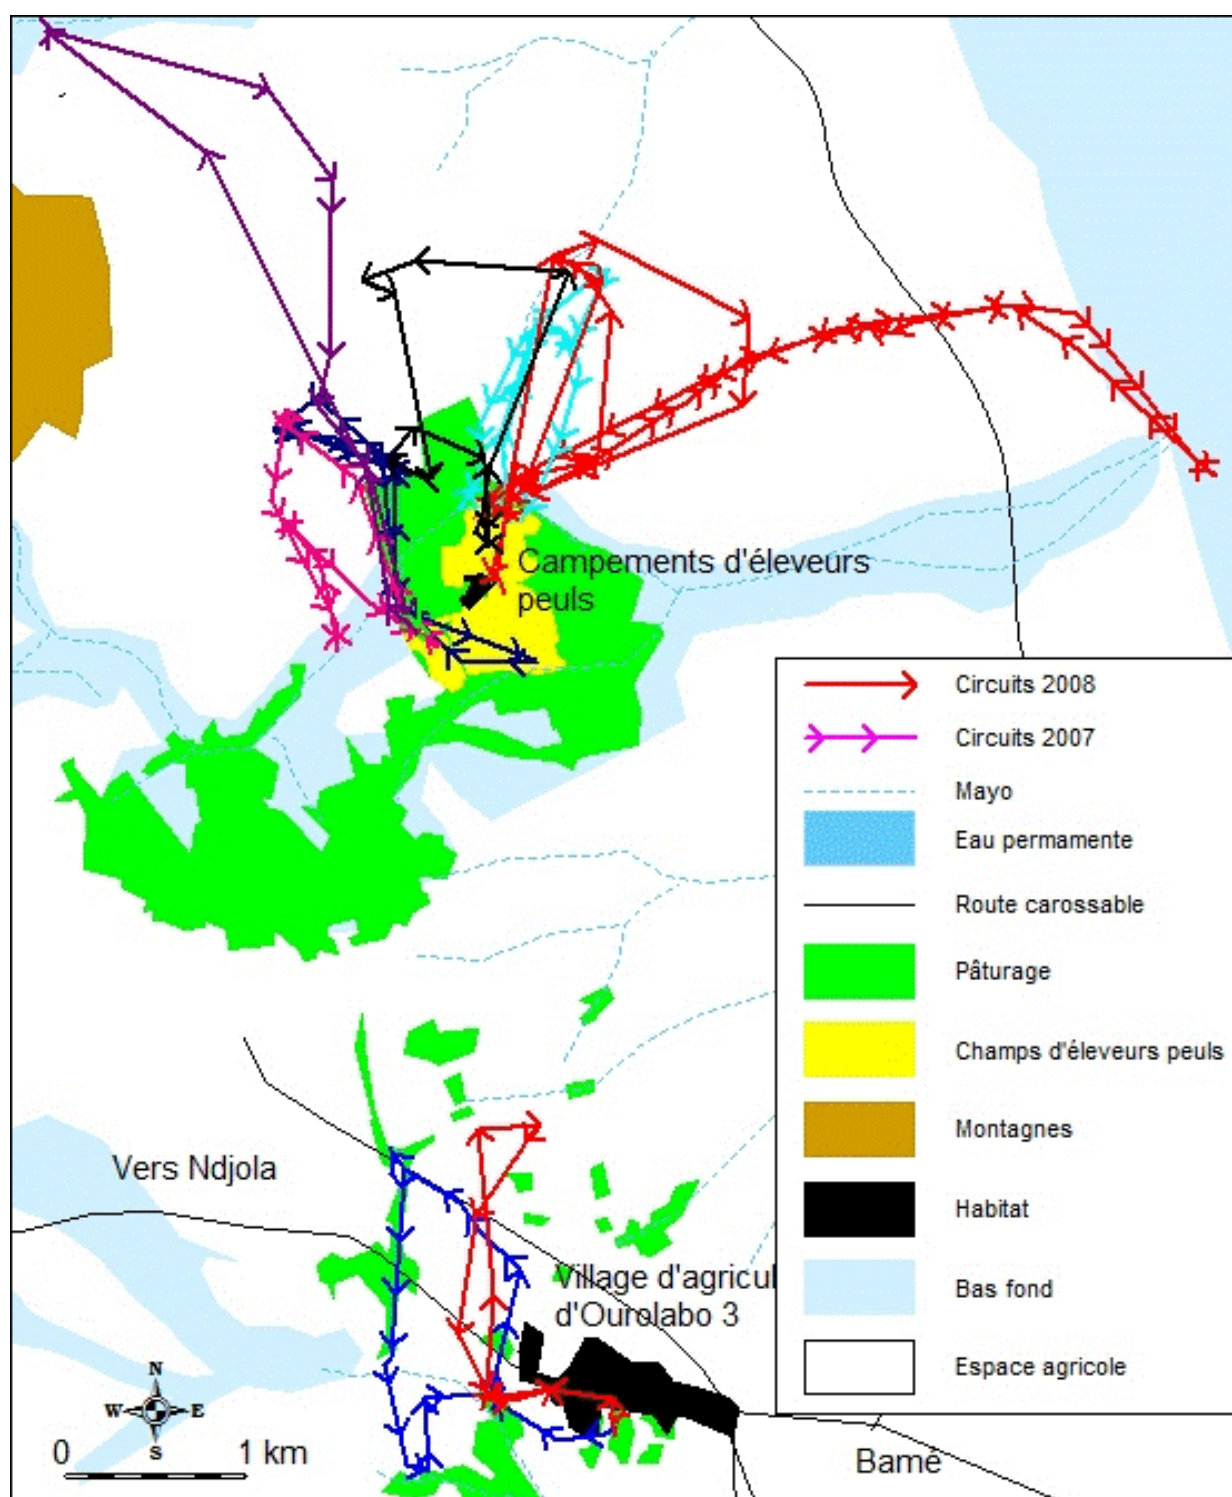 Campements d'éleveurs
peuls
Circuits 2008
Circuits 2007
Mayo
Eau permamente
Route carossable
Pâturage
Champs d'éleveurs peuls
Montagnes
Habitat
Bas fond
Espace agricole
Vers Ndjola
Village d'agricul
d'Ourolabo 3
N
W E
S
0 1 km
Bamé